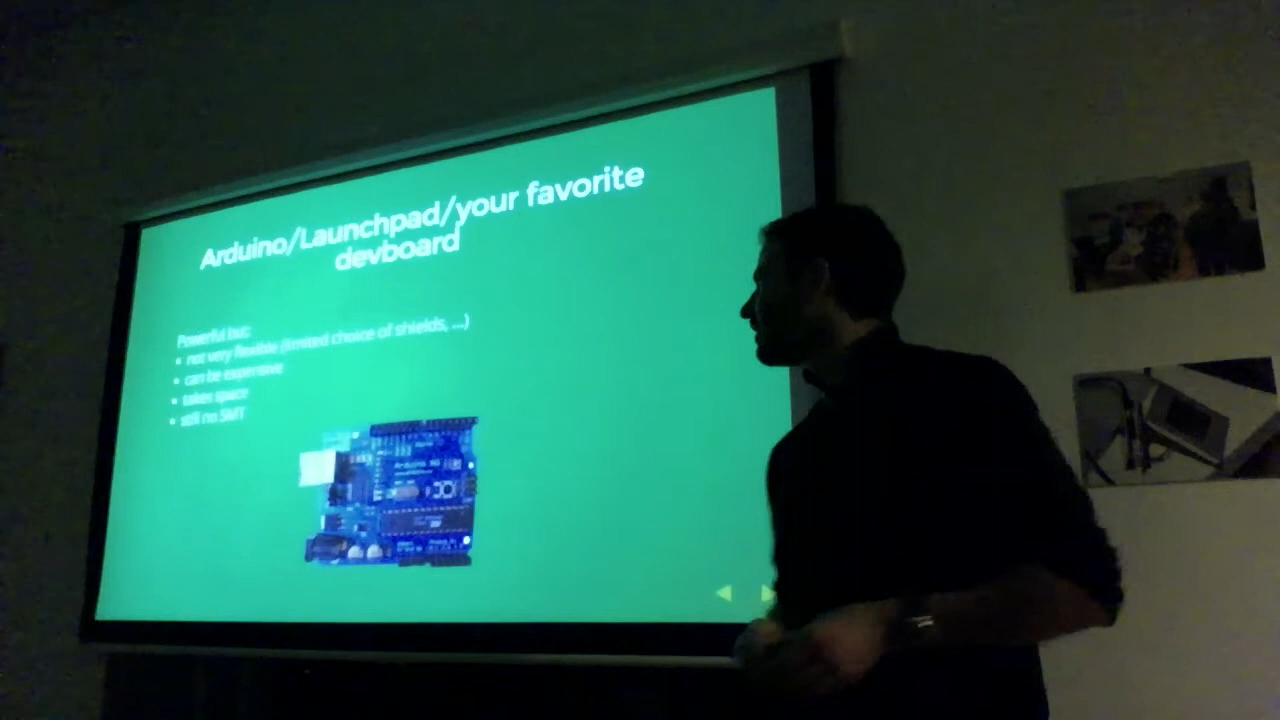 Arduino/Launchpad/your favorite
devboard
Powerful but:
• not very flexible (limited choice of shields, ...)
• can be expensive
• takes space
• still no SMT
Arduino